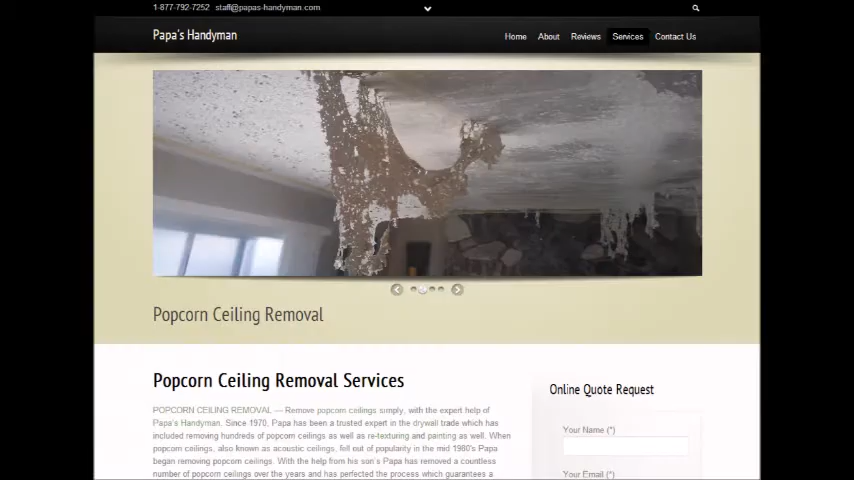 1-877-792-7252 staff@papas-handyman.com
Papa's Handyman
Home About Reviews Services Contact Us
Popcorn Ceiling Removal
Popcorn Ceiling Removal Services
POPCORN CEILING REMOVAL — Remove popcorn ceilings simply, with the expert help of
Papa's Handyman. Since 1970, Papa has been a trusted expert in the drywall trade which has
included removing hundreds of popcorn ceilings as well as re-texturing and painting as well. When
popcorn ceilings, also known as acoustic ceilings, fell out of popularity in the mid 1980's Papa
began removing popcorn ceilings. With the help from his son's Papa has removed a countless
number of popcorn ceilings over the years and has perfected the process which guarantees a
Online Quote Request
Your Name (*)
Your Email (*)